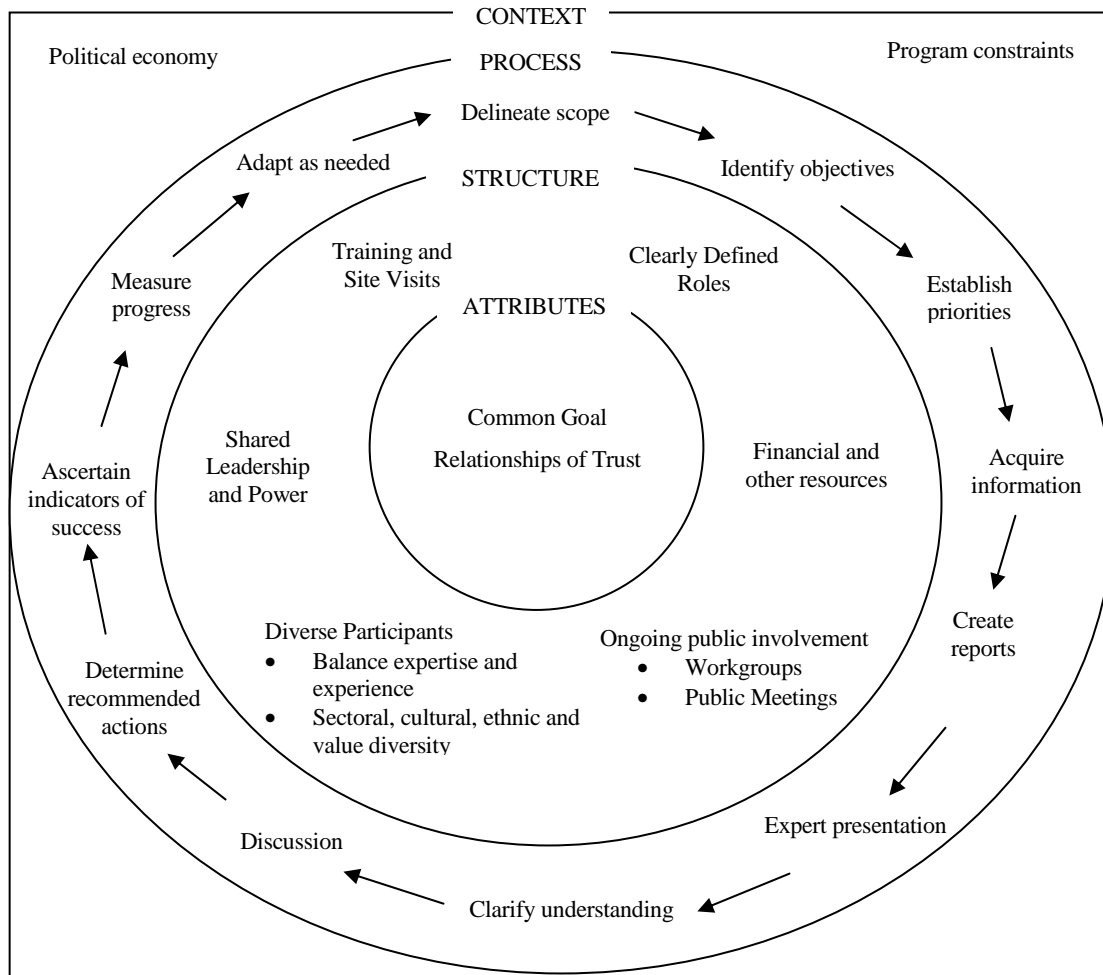 CONTEXT
Political economy
Program constraints
PROCESS
Delineate scope
Adapt as needed
Identify objectives
STRUCTURE
Training and
Site Visits
Clearly Defined
Roles
Measure
progress
Establish
priorities
ATTRIBUTES
Common Goal
Relationships of Trust
Shared
Leadership
and Power
Financial and
other resources
Ascertain
indicators of
success
Acquire
information
Create
reports
Diverse Participants
• Balance expertise and
experience
• Sectoral, cultural, ethnic and
value diversity
Ongoing public involvement
• Workgroups
• Public Meetings
Determine
recommended
actions
Expert presentation
Discussion
Clarify understanding